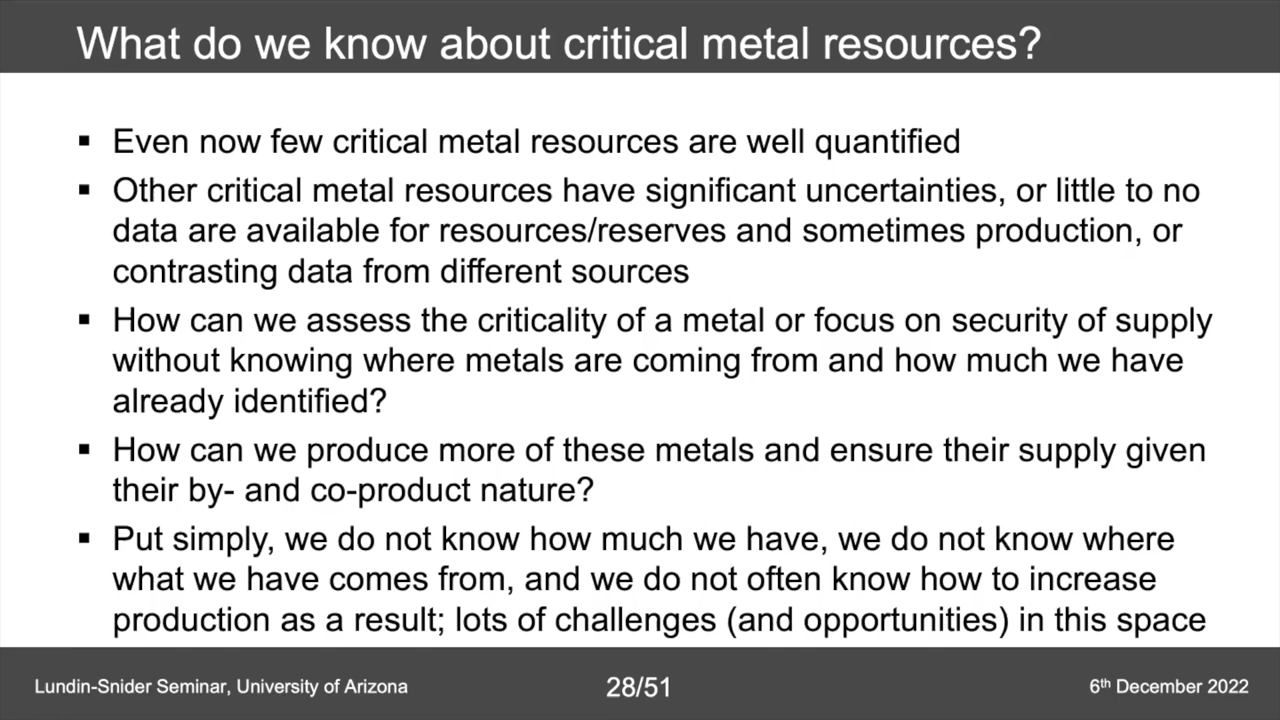 What do we know about critical metal resources?
▪ Even now few critical metal resources are well quantified
▪ Other critical metal resources have significant uncertainties, or little to no
data are available for resources/reserves and sometimes production, or
contrasting data from different sources
▪ How can we assess the criticality of a metal or focus on security of supply
without knowing where metals are coming from and how much we have
already identified?
▪ How can we produce more of these metals and ensure their supply given
their by- and co-product nature?
▪ Put simply, we do not know how much we have, we do not know where
what we have comes from, and we do not often know how to increase
production as a result; lots of challenges (and opportunities) in this space
Lundin-Snider Seminar, University of Arizona
28/51
6th December 2022